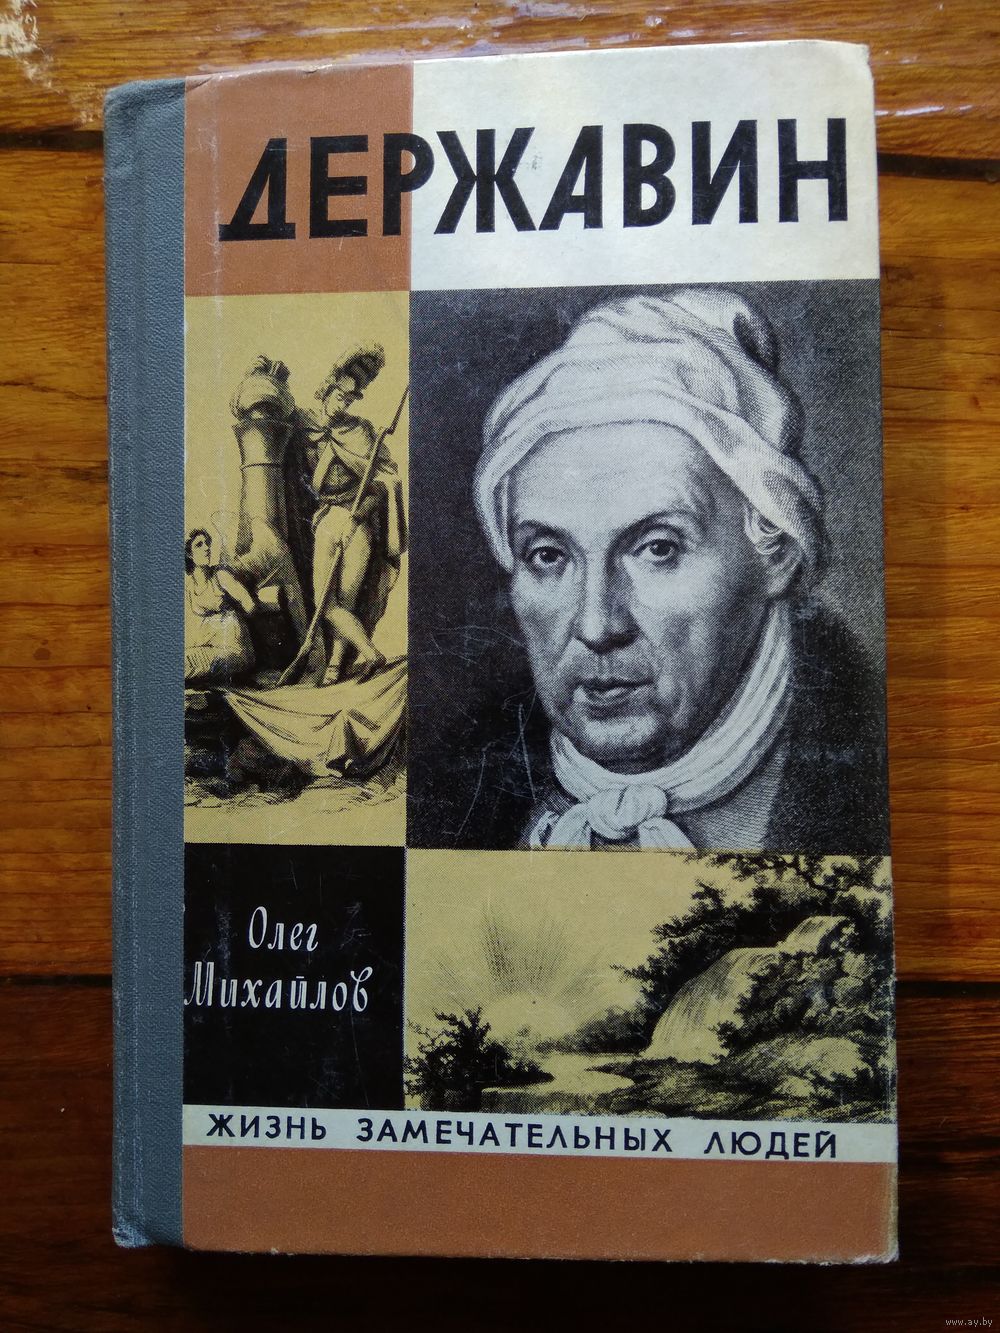 ДЕРЖАВИН
Олег
Михайлов
ЖИЗНЬ ЗАМЕЧАТЕЛЬНЫХ ЛЮДЕЙ
www.ay.by